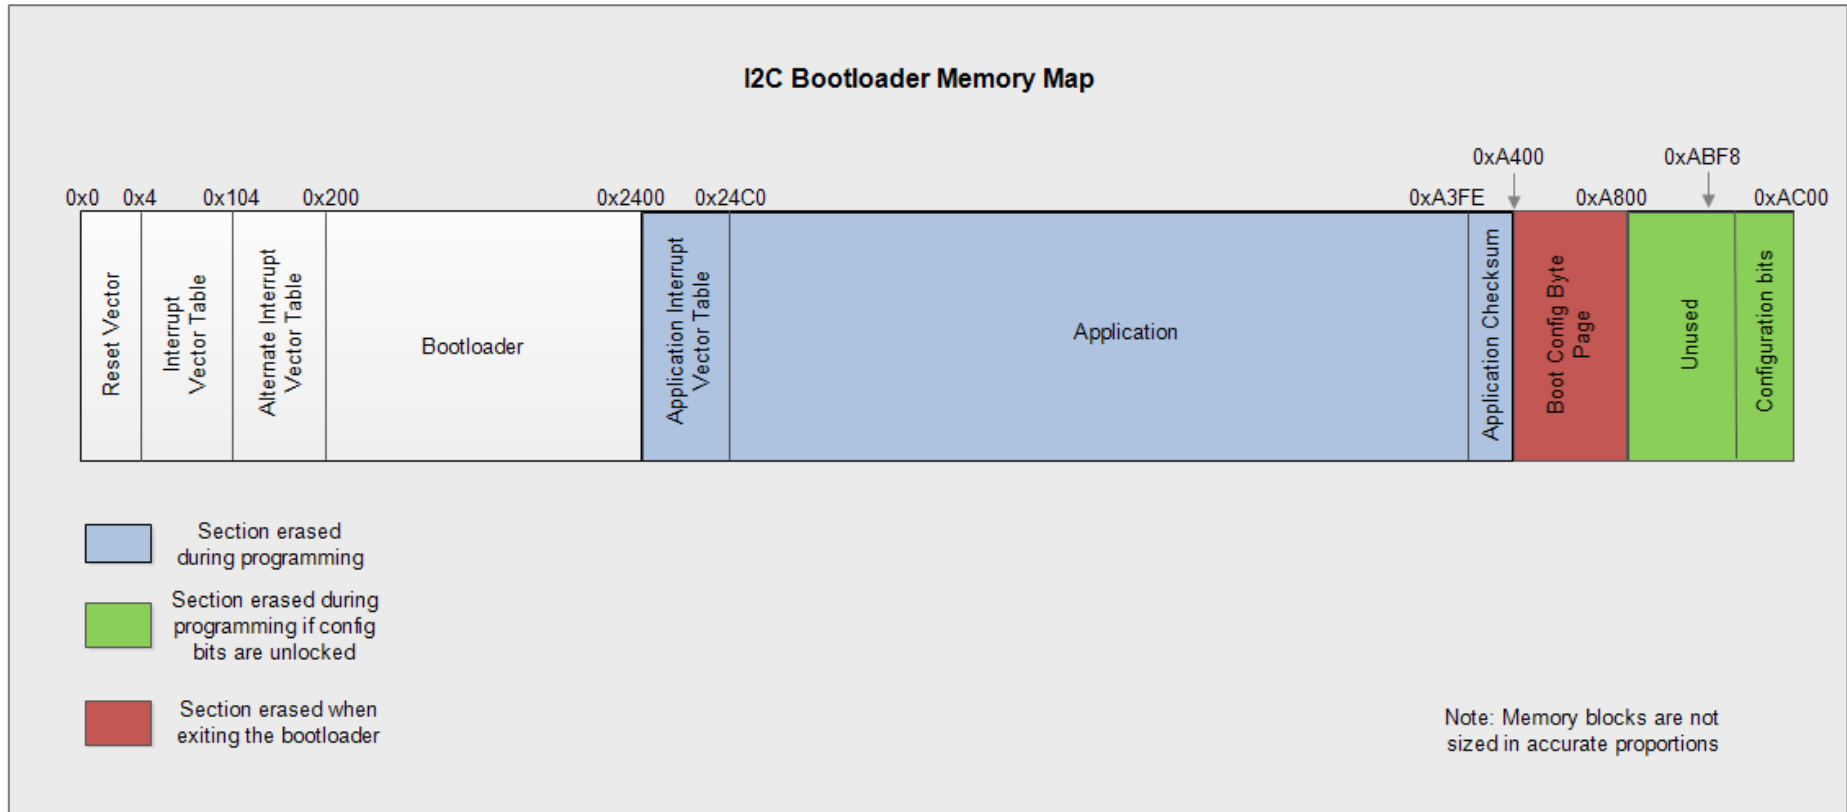 I2C Bootloader Memory Map
0xA400
0xABF8
0x0
0x4
0x104
0x200
0x2400
0x24C0
0xA3FE
0xA800
0xAC00
Reset Vector
Interrupt
Vector Table
Alternate Interrupt
Vector Table
Bootloader
Application Interrupt
Vector Table
Application
Application Checksum
Boot Config Byte
Page
Unused
Configuration bits
Section erased
during programming
Section erased during
programming if config
bits are unlocked
Section erased when
exiting the bootloader
Note: Memory blocks are not
sized in accurate proportions